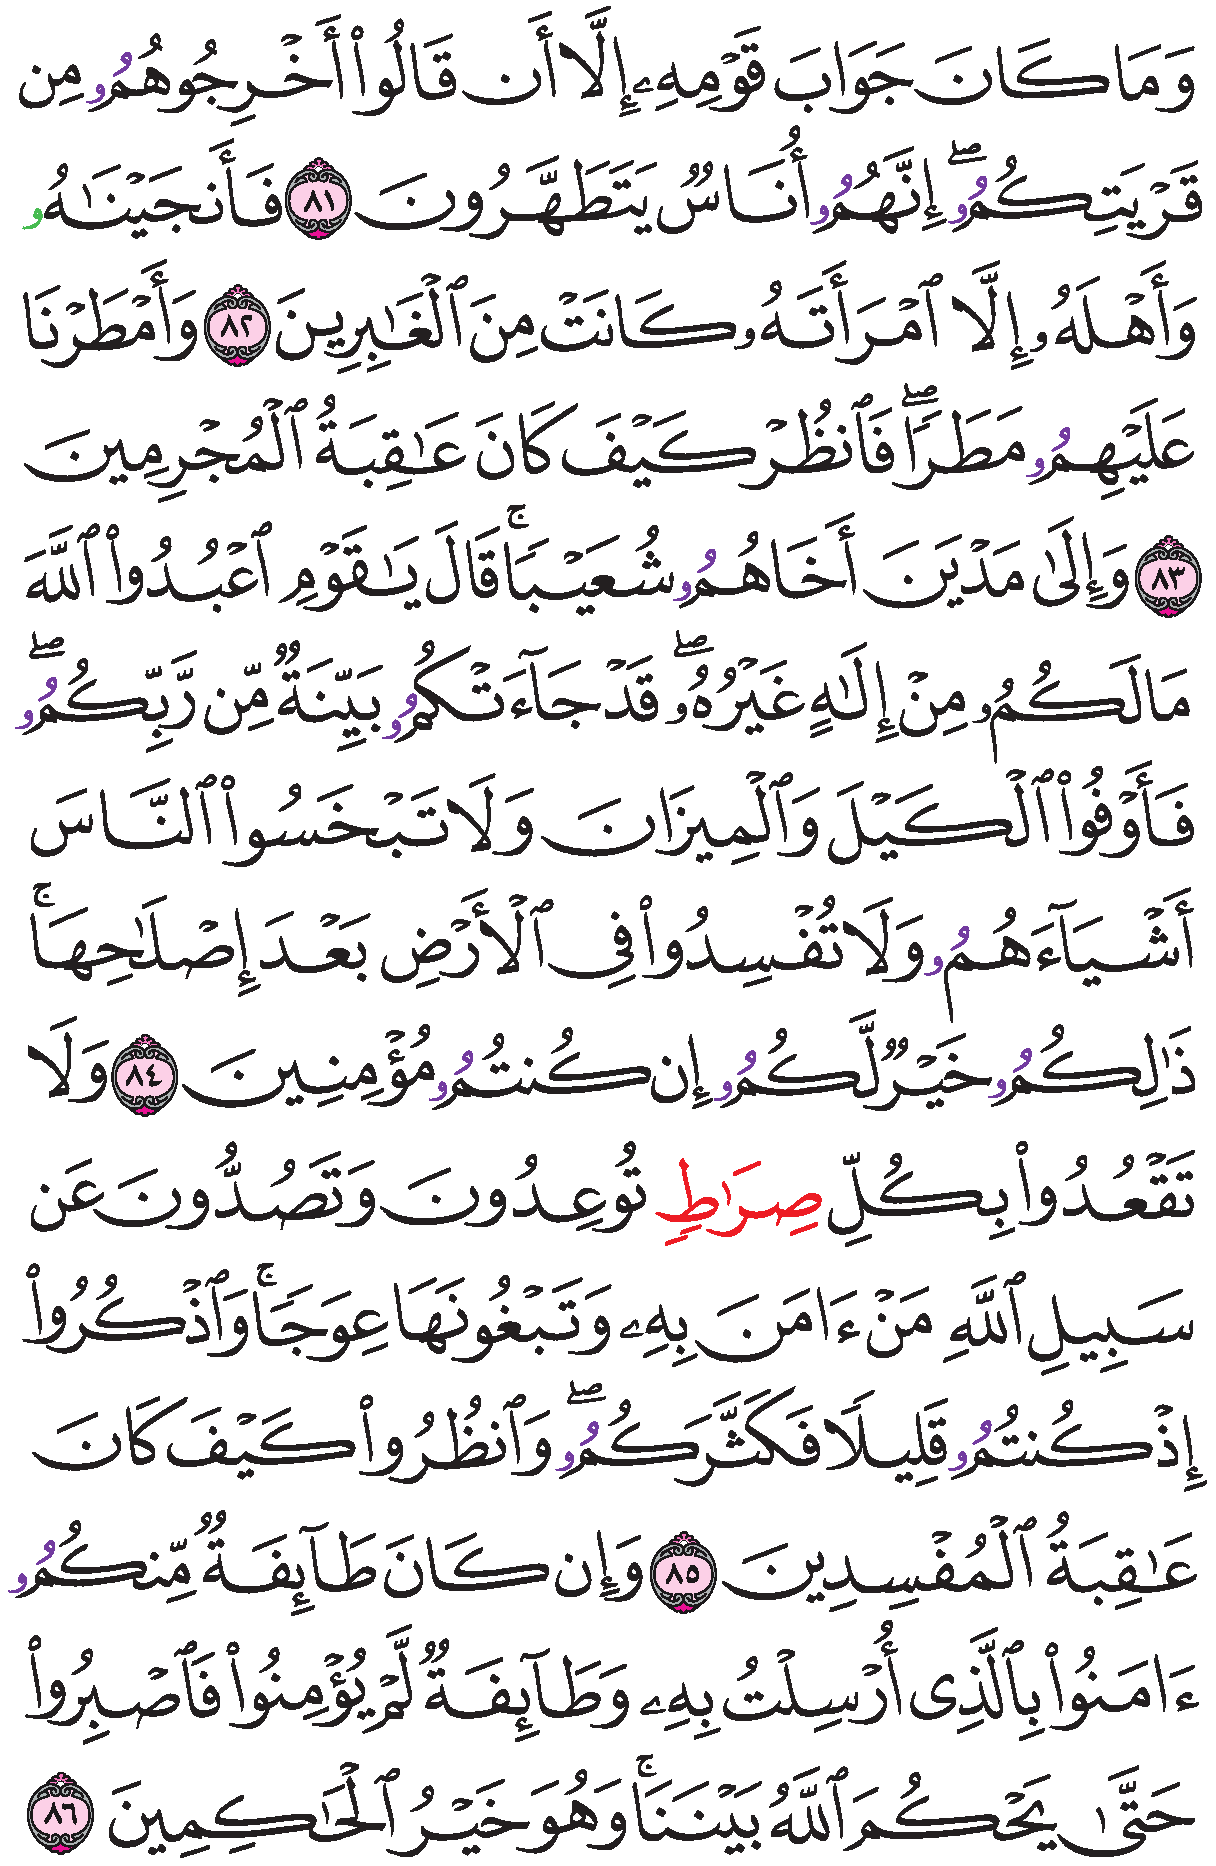 وَمَا كَانَ جَوَابَ قَوْمِهِۦٓ إِلَّآ أَن قَالُوٓا۟ أَخْرِجُوهُمُۥ مِن
قَرْيَتِكُمُۥٓۖ إِنَّهُمُۥٓ أُنَاسٌۭ يَتَطَهَّرُونَ ٨١ فَأَنجَيْنَٰهُۥ
وَأَهْلَهُۥٓ إِلَّا ٱمْرَأَتَهُۥ كَانَتْ مِنَ ٱلْغَٰبِرِينَ ٨٢ وَأَمْطَرْنَا
عَلَيْهِمُۥ مَطَرًۭاۖ فَٱنظُرْ كَيْفَ كَانَ عَٰقِبَةُ ٱلْمُجْرِمِينَ
٨٣ وَإِلَىٰ مَدْيَنَ أَخَاهُمُۥ شُعَيْبًۭاۚ قَالَ يَٰقَوْمِ ٱعْبُدُوا۟ ٱللَّهَ
مَا لَكُمُۥ مِنْ إِلَٰهٍ غَيْرُهُۥۖ قَدْ جَآءَتْكُمُۥ بَيِّنَةٌۭ مِّن رَّبِّكُمُۥۖ
فَأَوْفُوا۟ ٱلْكَيْلَ وَٱلْمِيزَانَ وَلَا تَبْخَسُوا۟ ٱلنَّاسَ
أَشْيَآءَهُمُۥ وَلَا تُفْسِدُوا۟ فِى ٱلْأَرْضِ بَعْدَ إِصْلَٰحِهَاۚ
ذَٰلِكُمُۥ خَيْرٌۭ لَّكُمُۥٓ إِن كُنتُمُۥ مُؤْمِنِينَ ٨٤ وَلَا
تَقْعُدُوا۟ بِكُلِّ صِرَٰطٍ تُوعِدُونَ وَتَصُدُّونَ عَن
سَبِيلِ ٱللَّهِ مَنْ ءَامَنَ بِهِۦ وَتَبْغُونَهَا عِوَجًۭاۚ وَٱذْكُرُوٓا۟
إِذْ كُنتُمُۥ قَلِيلًۭا فَكَثَّرَكُمُۥۖ وَٱنظُرُوا۟ كَيْفَ كَانَ
عَٰقِبَةُ ٱلْمُفْسِدِينَ ٨٥ وَإِن كَانَ طَآئِفَةٌۭ مِّنكُمُۥٓ
ءَامَنُوا۟ بِٱلَّذِىٓ أُرْسِلْتُ بِهِۦ وَطَآئِفَةٌۭ لَّمْ يُؤْمِنُوا۟ فَٱصْبِرُوا۟
حَتَّىٰ يَحْكُمَ ٱللَّهُ بَيْنَنَاۚ وَهُوَ خَيْرُ ٱلْحَٰكِمِينَ ٨٦